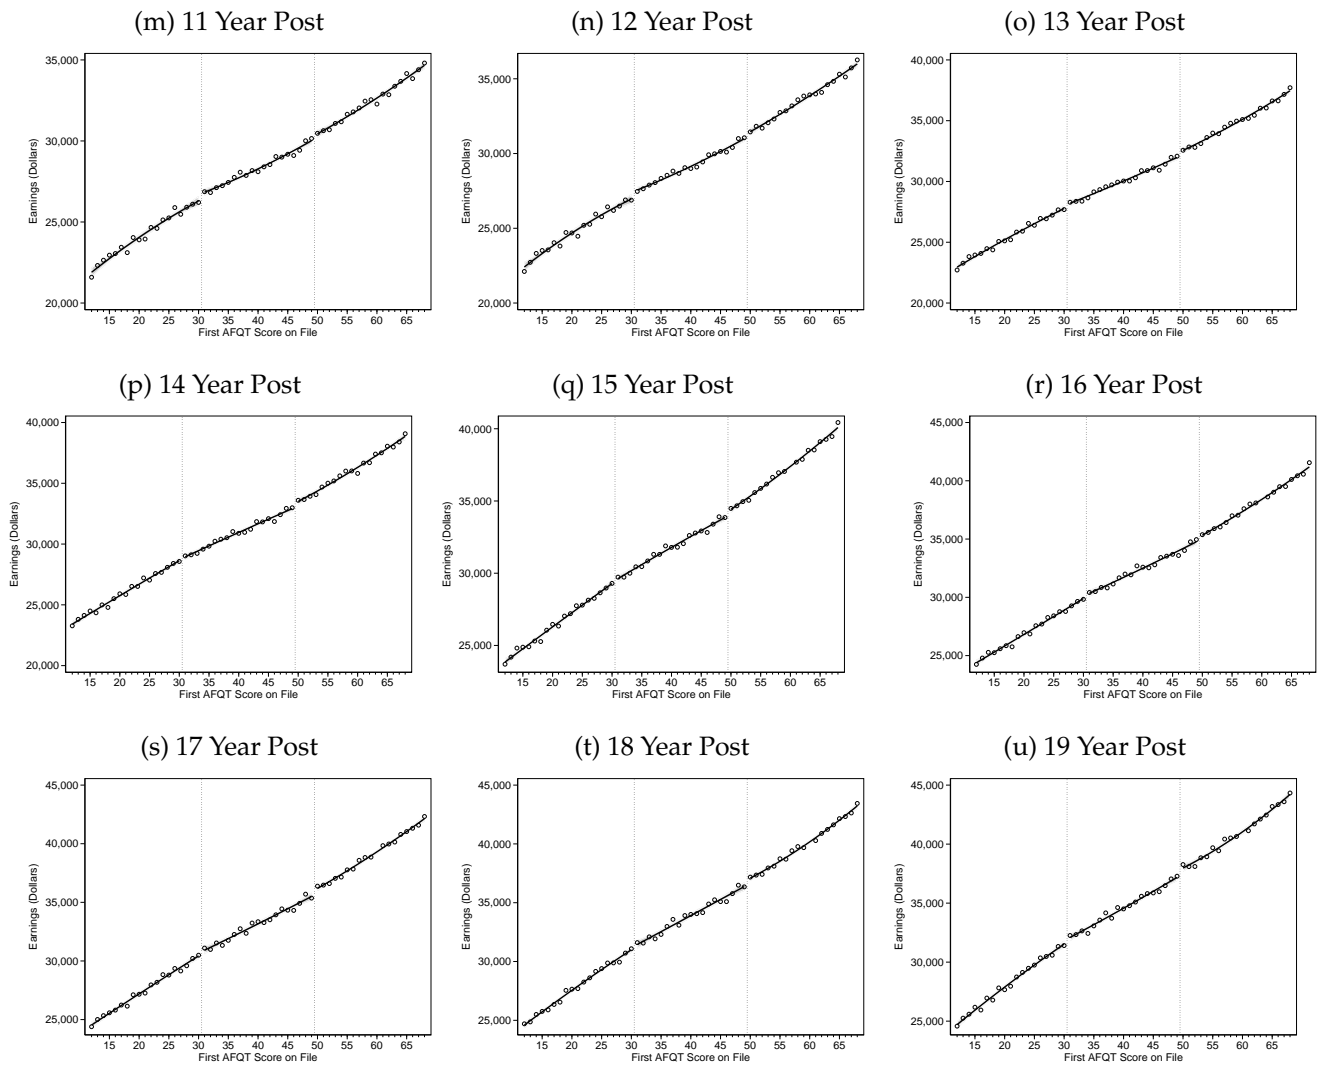 (m) 11 Year Post
(n) 12 Year Post
(o) 13 Year Post
35,000
30,000
25,000
20,000
Earnings (Dollars)
15 20 25 30 35 40 45 50 55 60 65
First AFQT Score on File
35,000
30,000
25,000
20,000
Earnings (Dollars)
15 20 25 30 35 40 45 50 55 60 65
First AFQT Score on File
40,000
35,000
30,000
25,000
20,000
Earnings (Dollars)
15 20 25 30 35 40 45 50 55 60 65
First AFQT Score on File
(p) 14 Year Post
(q) 15 Year Post
(r) 16 Year Post
40,000
35,000
30,000
25,000
20,000
Earnings (Dollars)
15 20 25 30 35 40 45 50 55 60 65
First AFQT Score on File
40,000
35,000
30,000
25,000
Earnings (Dollars)
15 20 25 30 35 40 45 50 55 60 65
First AFQT Score on File
45,000
40,000
35,000
30,000
25,000
Earnings (Dollars)
15 20 25 30 35 40 45 50 55 60 65
First AFQT Score on File
(s) 17 Year Post
(t) 18 Year Post
(u) 19 Year Post
45,000
40,000
35,000
30,000
25,000
Earnings (Dollars)
15 20 25 30 35 40 45 50 55 60 65
First AFQT Score on File
45,000
40,000
35,000
30,000
25,000
Earnings (Dollars)
15 20 25 30 35 40 45 50 55 60 65
First AFQT Score on File
45,000
40,000
35,000
30,000
25,000
Earnings (Dollars)
15 20 25 30 35 40 45 50 55 60 65
First AFQT Score on File